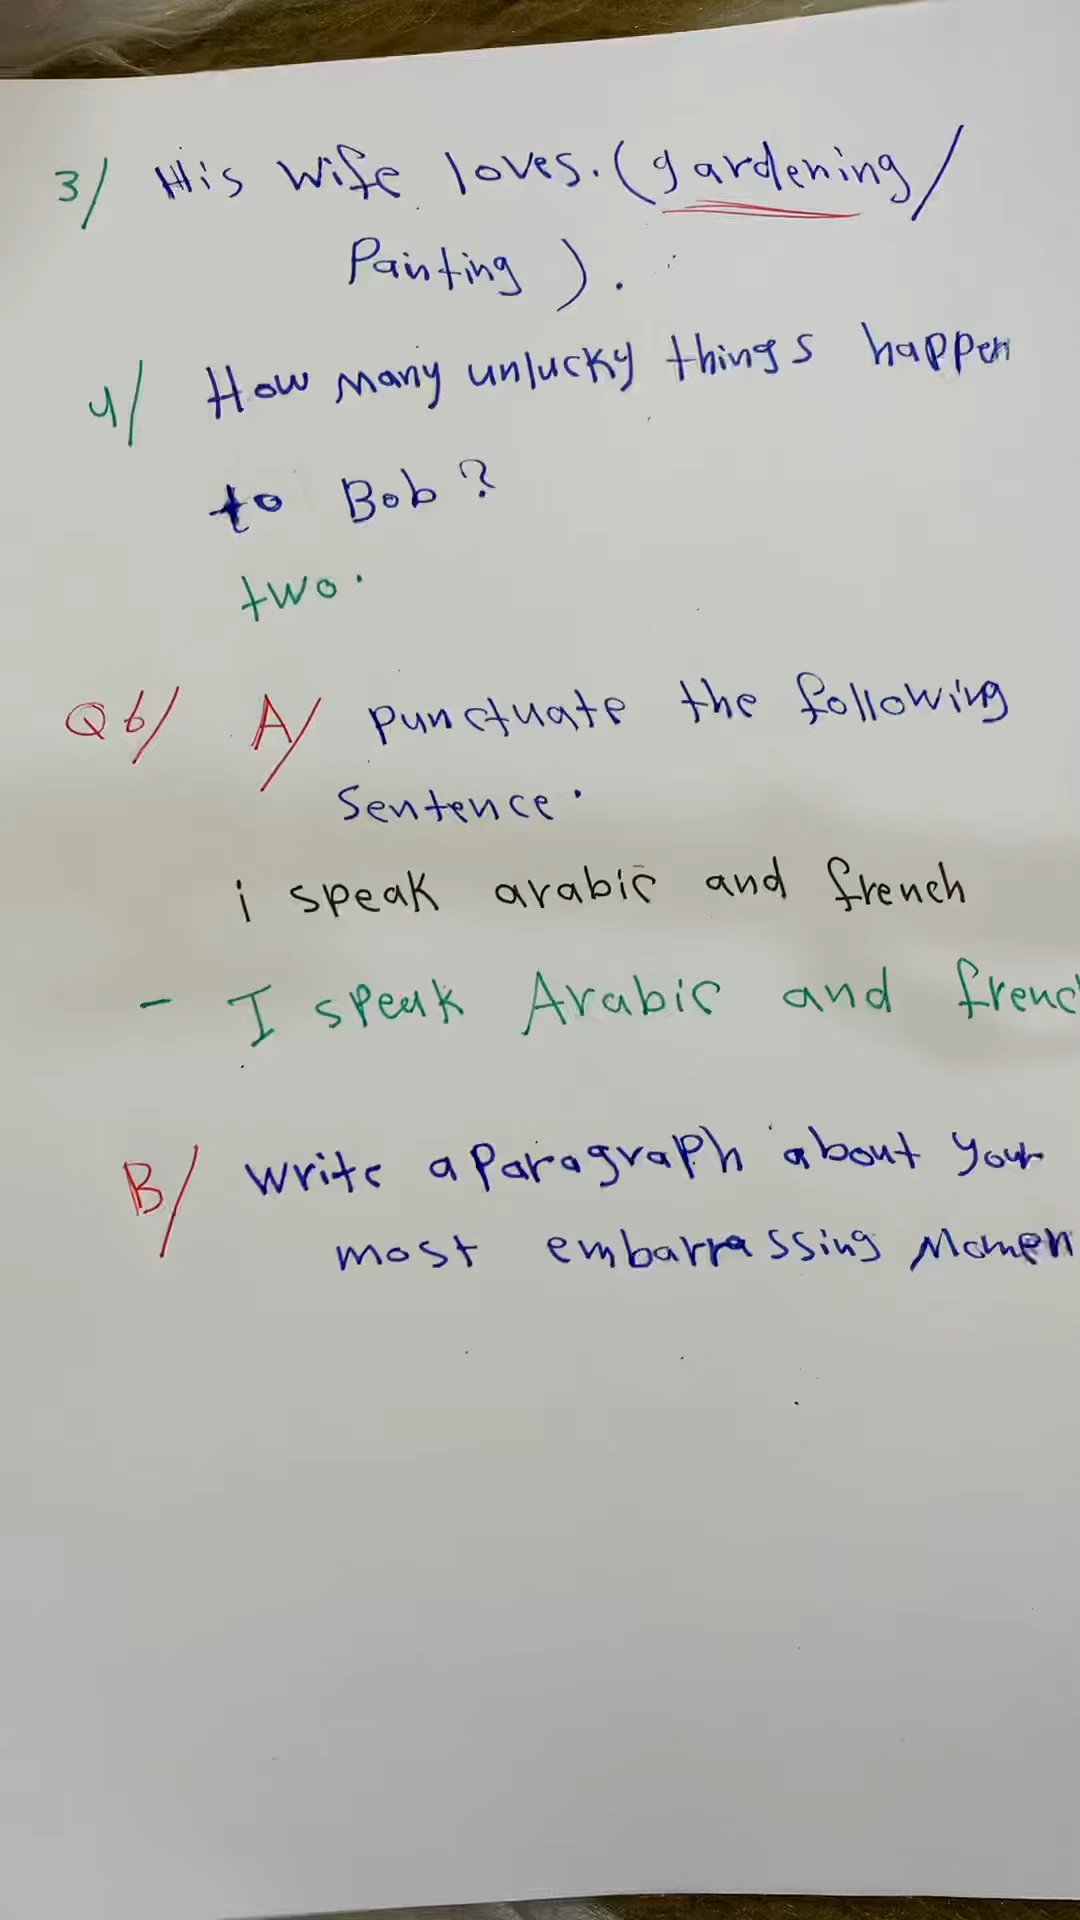 3/ His wife loves. (gardening/
Painting).
4/ How many unlucky things happen
to Bob?
two.
Q6/ A/ punctuate the following
sentence.
i speak arabic and french
- I speak Arabic and frenc
B/ write a paragraph about your
most embarrassing Momen